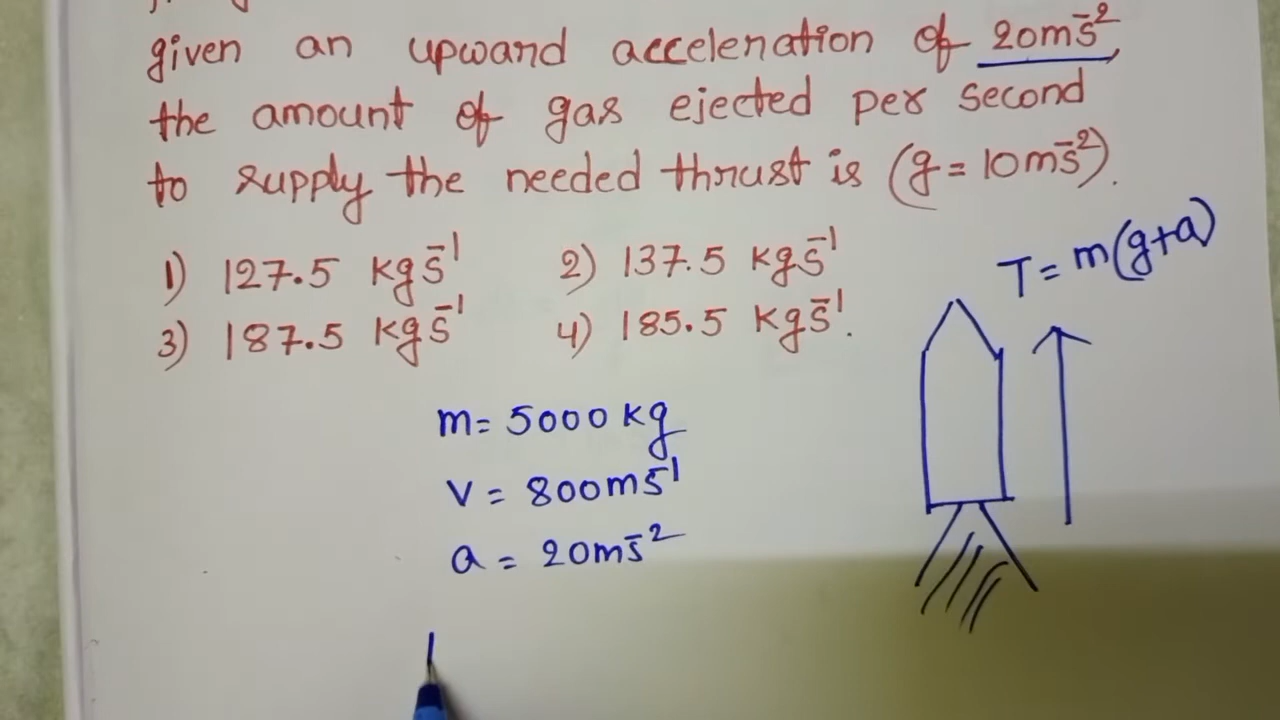 given an upward acceleration of 20ms̄²
the amount of gas ejected per second
to supply the needed thrust is (g = 10ms̄²).
1) 127.5 kgs̄¹ 2) 137.5 kgs̄¹
3) 187.5 kgs̄¹ 4) 185.5 kgs̄¹.
T = m(g+a)
m = 5000 kg
v = 800ms̄¹
a = 20ms̄²